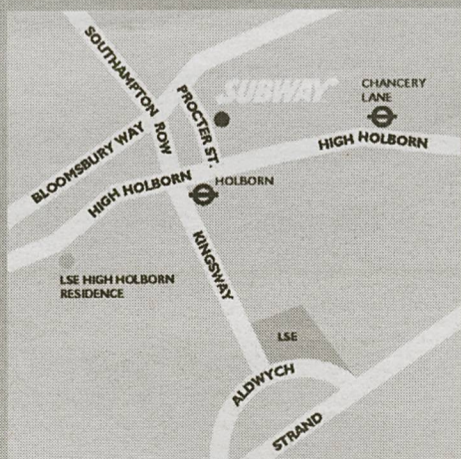 SOUTHAMPTON ROW
PROCTER ST.
SUBWAY
CHANCERY
LANE
BLOOMSBURY WAY
HIGH HOLBORN
HIGH HOLBORN
HOLBORN
LSE HIGH HOLBORN
RESIDENCE
KINGSWAY
LSE
ALDWYCH
STRAND